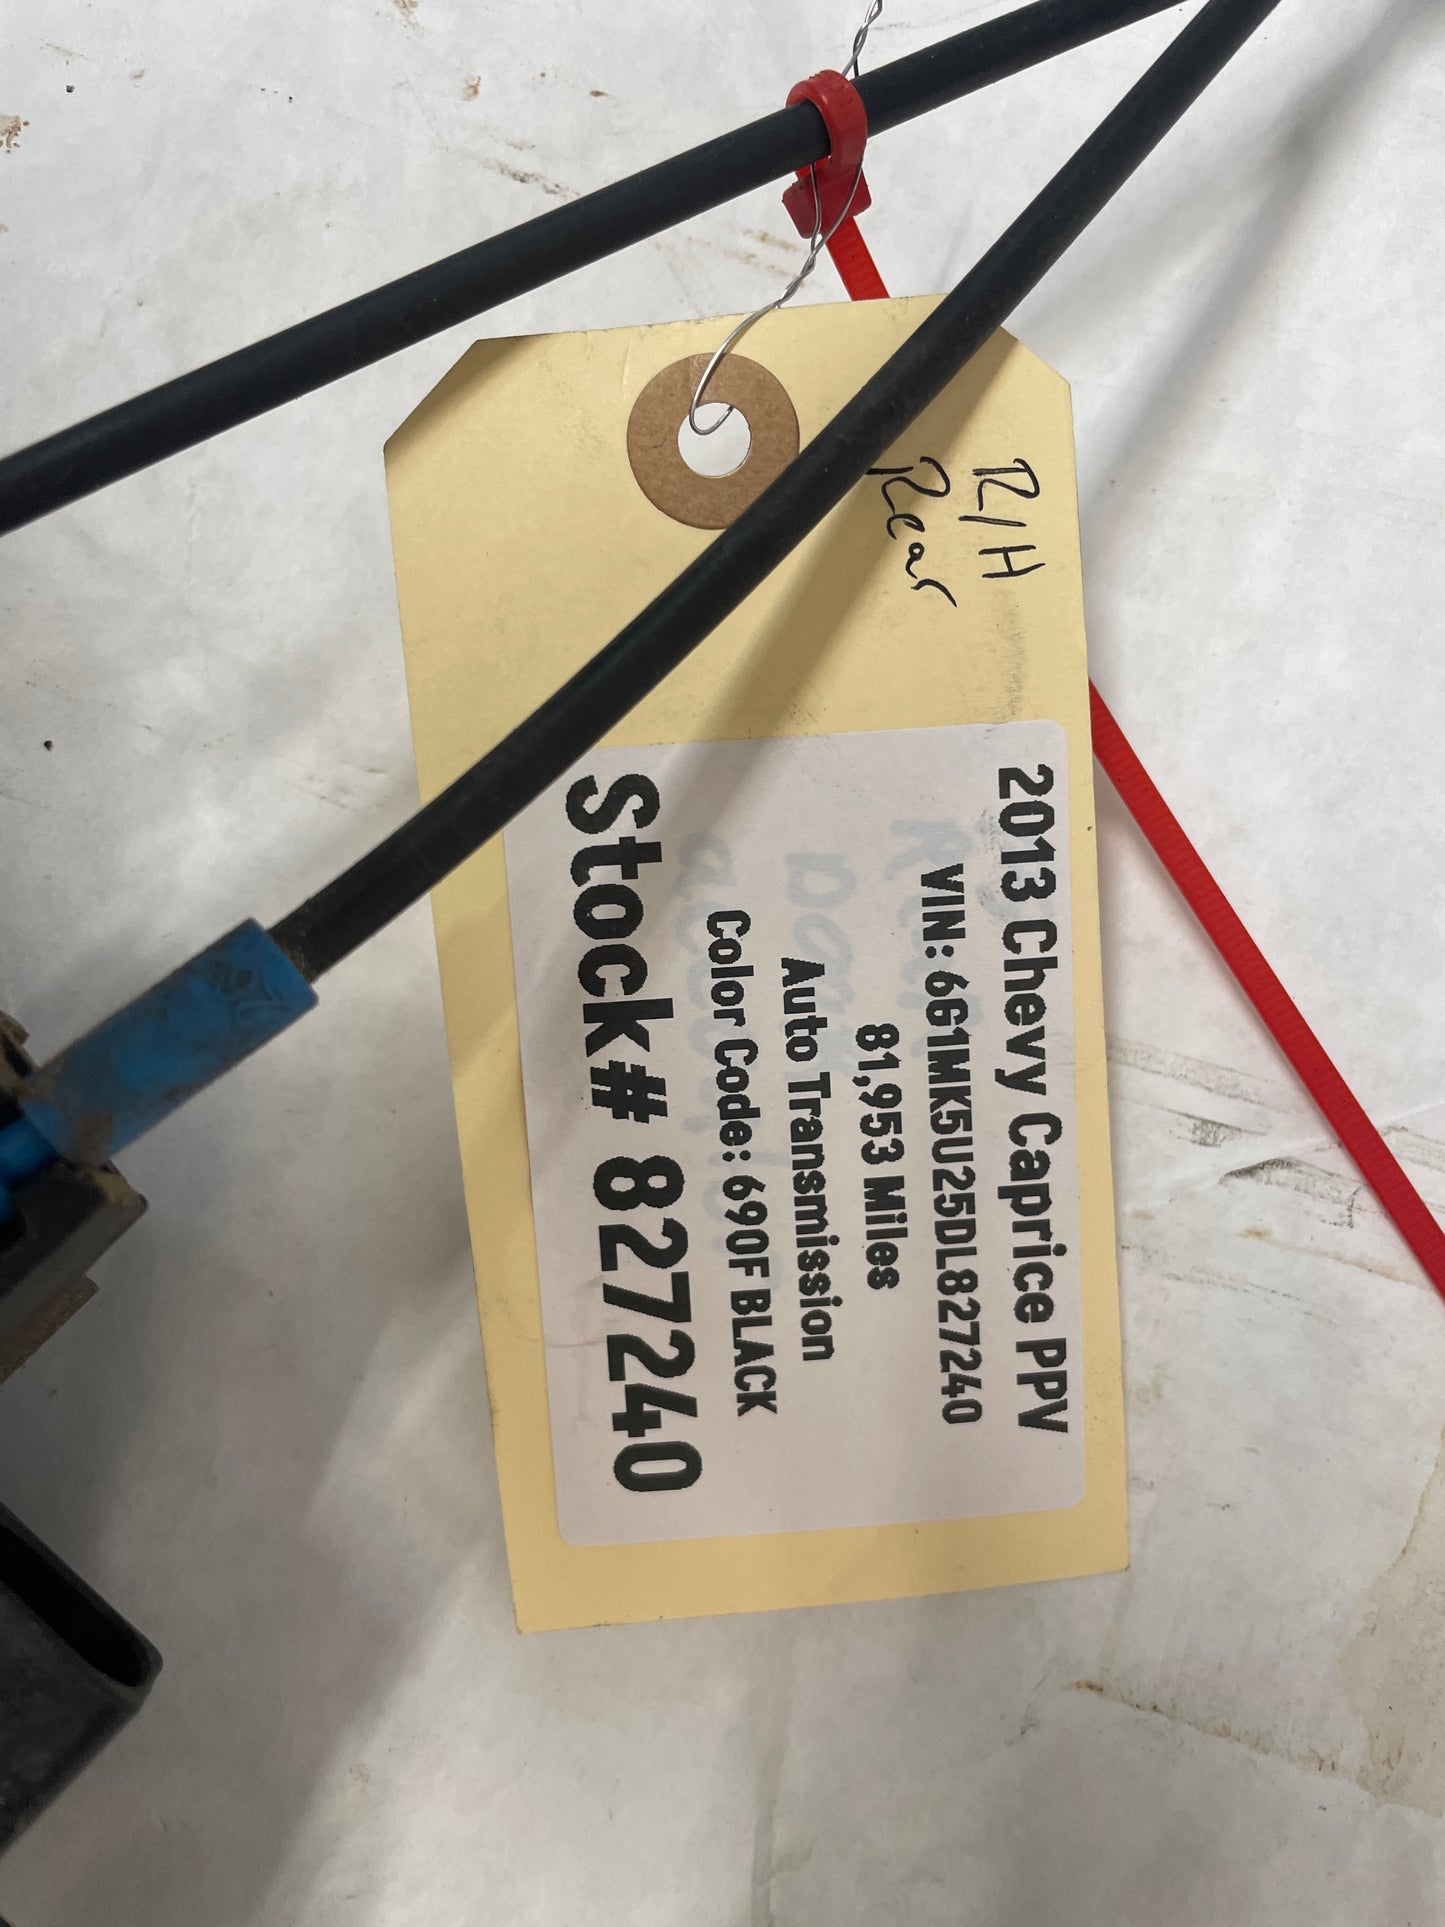 R/H
Rear
2013 Chevy Caprice PPV
VIN: 6G1MK5U25DL827240
81,953 Miles
Auto Transmission
Color Code: 690F BLACK
Stock# 827240